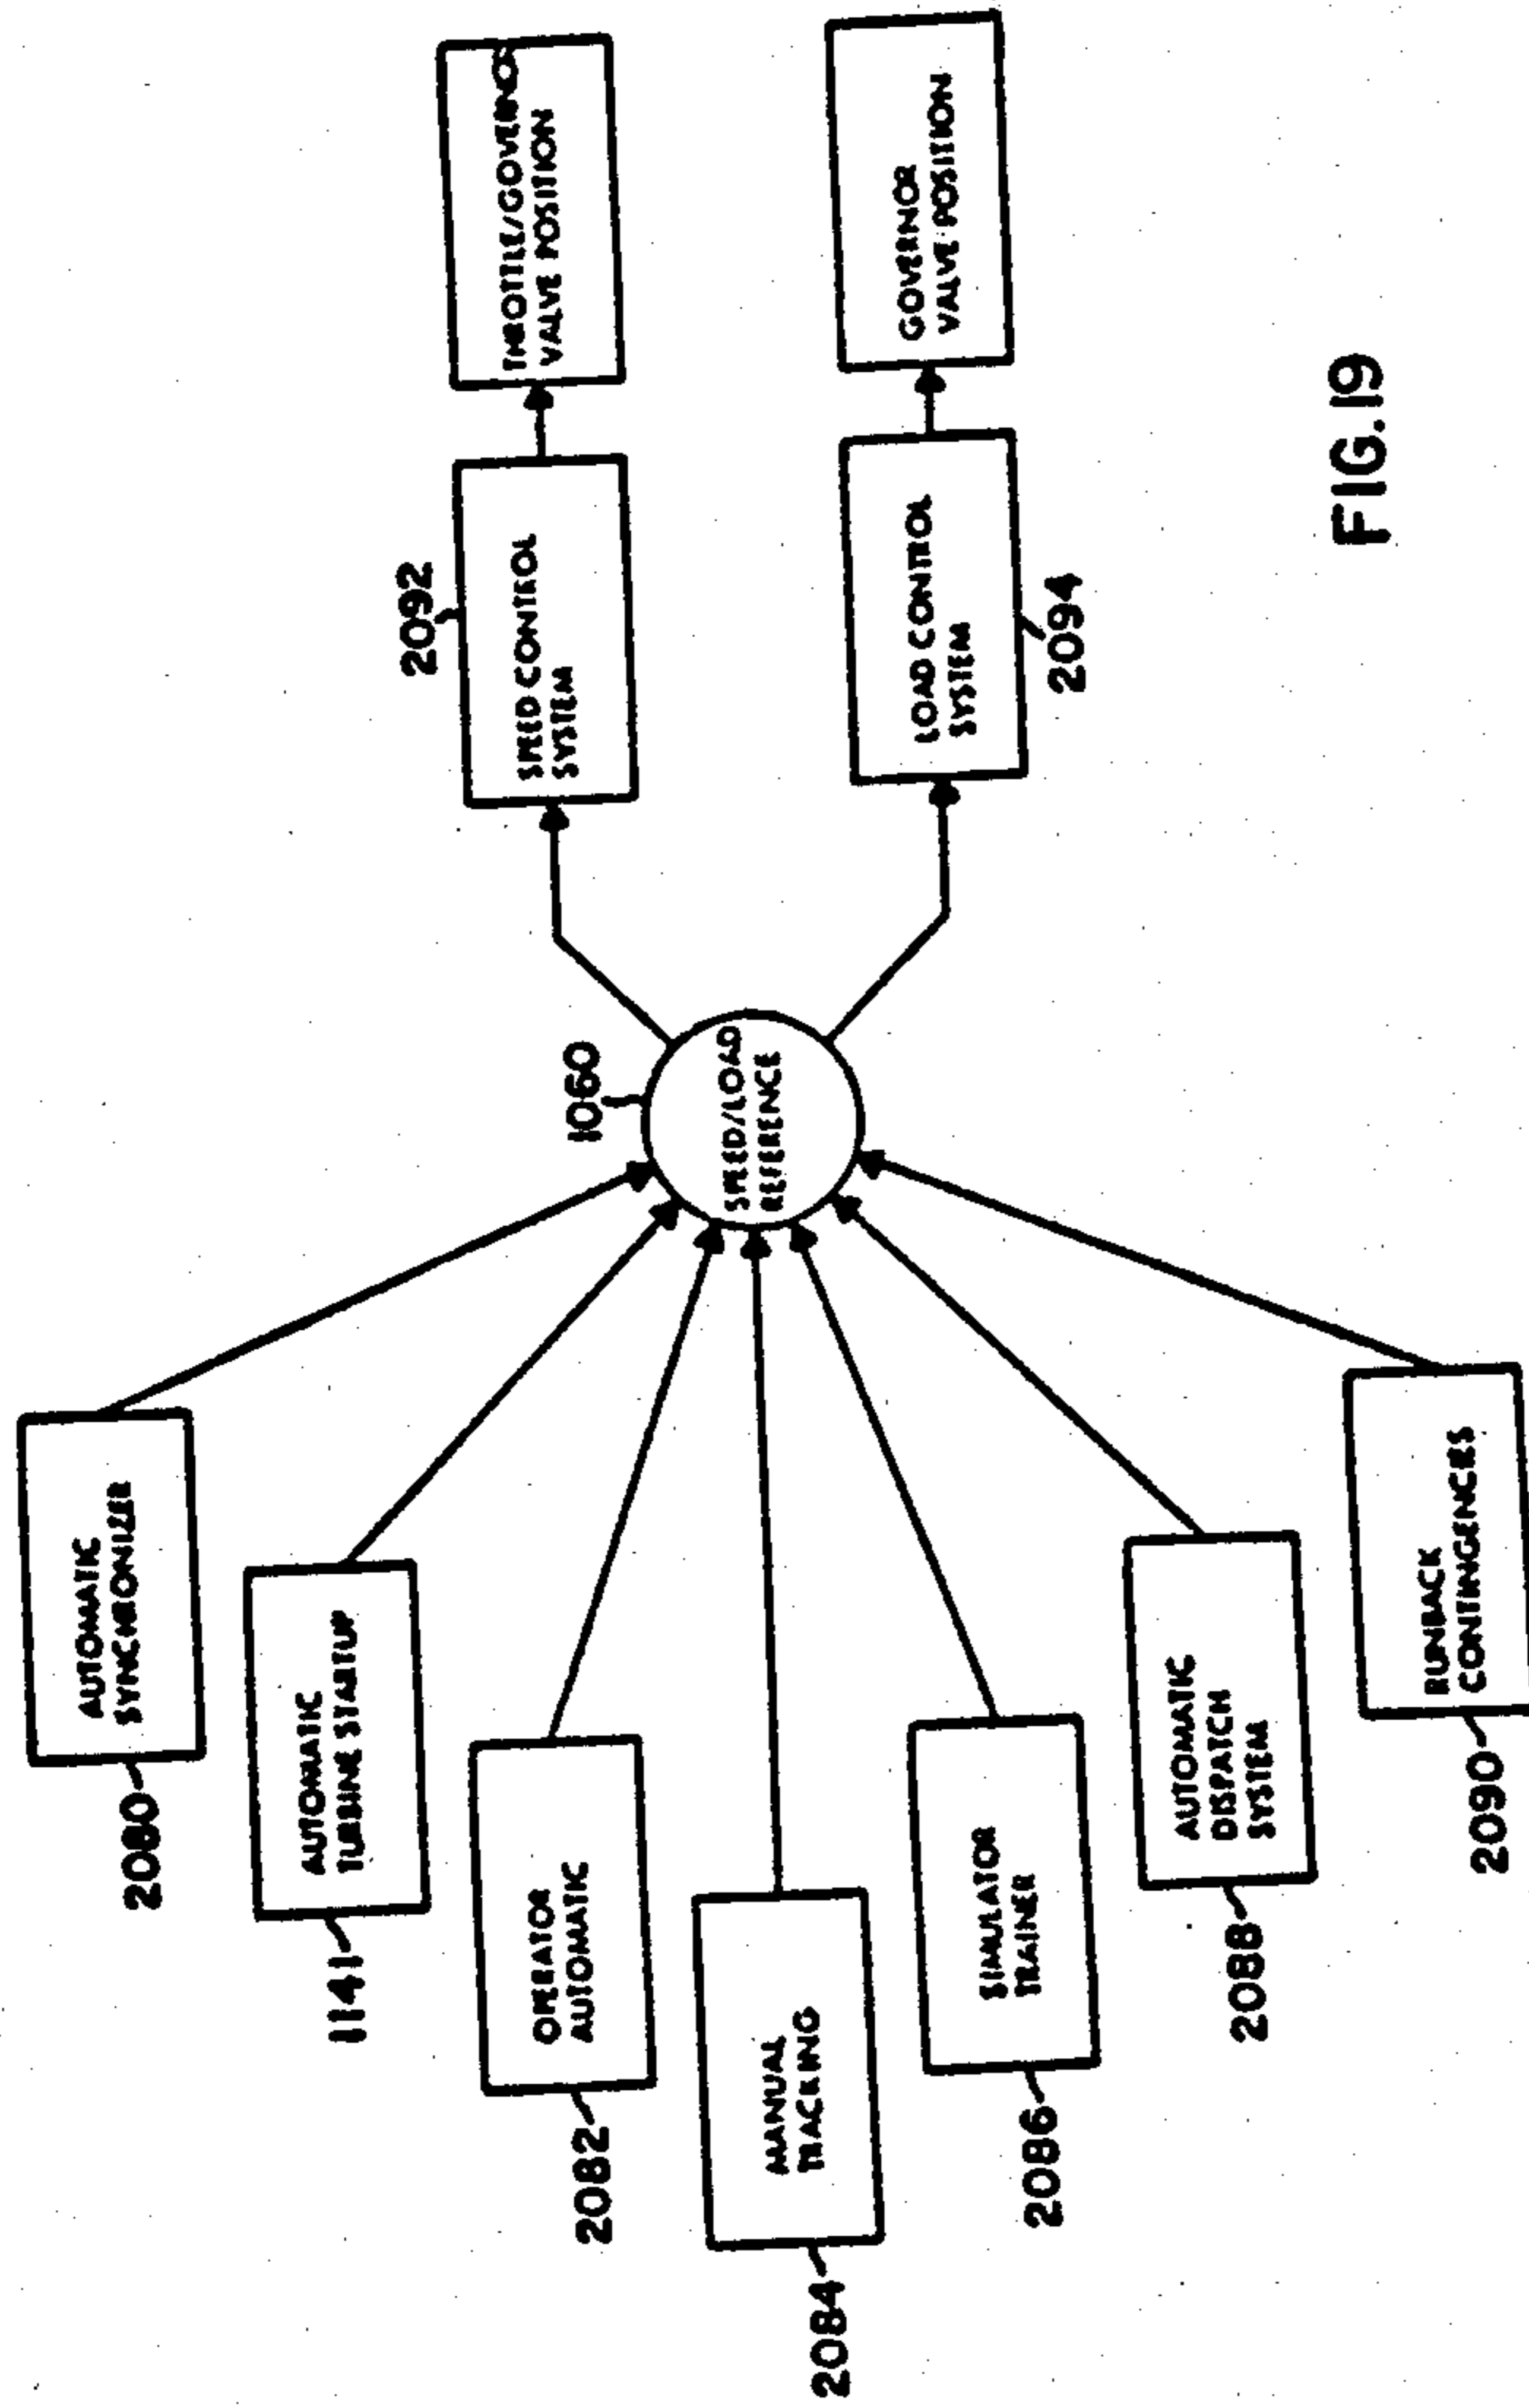 AUTOMATIC
SYNCHRONIZER
2080
AUTOMATIC
TURBINE STARTUP
1141
OPERATOR
AUTOMATIC
2082
MANUAL
TRACKING
2084
SIMULATOR
TRAINER
2086
AUTOMATIC
DISPATCH
SYSTEM
2088
RUNBACK
CONTINGENCES
2090
1060
SPEED/LOAD
REFERENCE
2092
SPEED CONTROL
SYSTEM
THROTTLE/GOVERNOR
VALVE POSITION
LOAD CONTROL
SYSTEM
2094
GOVERNOR
VALVE POSITION
FIG.19